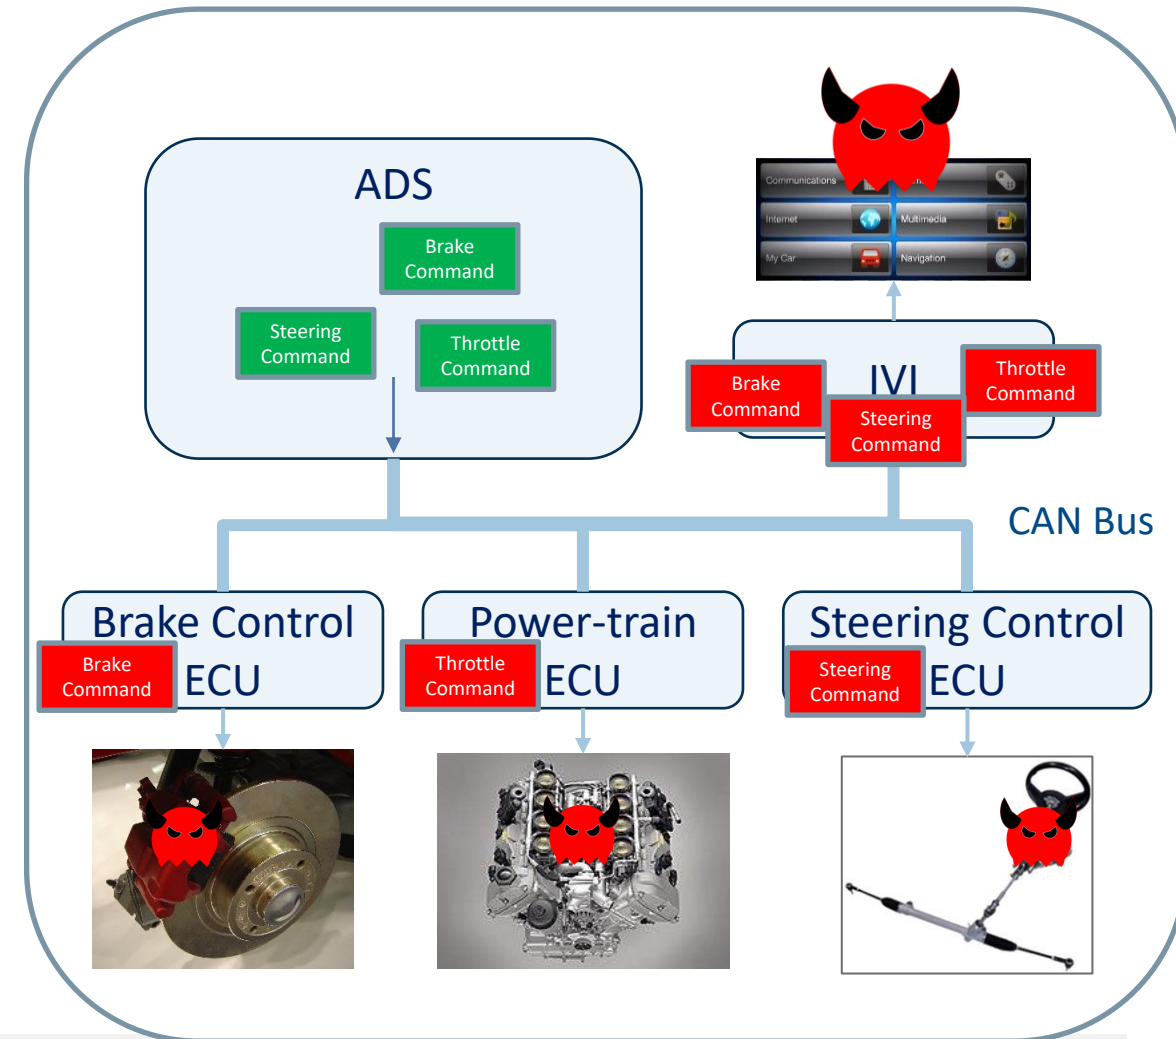 ADS
Brake
Command
Steering
Command
Throttle
Command
Communications
Internet
Multimedia
My Car
Navigation
IVI
Brake
Command
Steering
Command
Throttle
Command
CAN Bus
Brake Control
ECU
Brake
Command
Power-train
ECU
Throttle
Command
Steering Control
ECU
Steering
Command